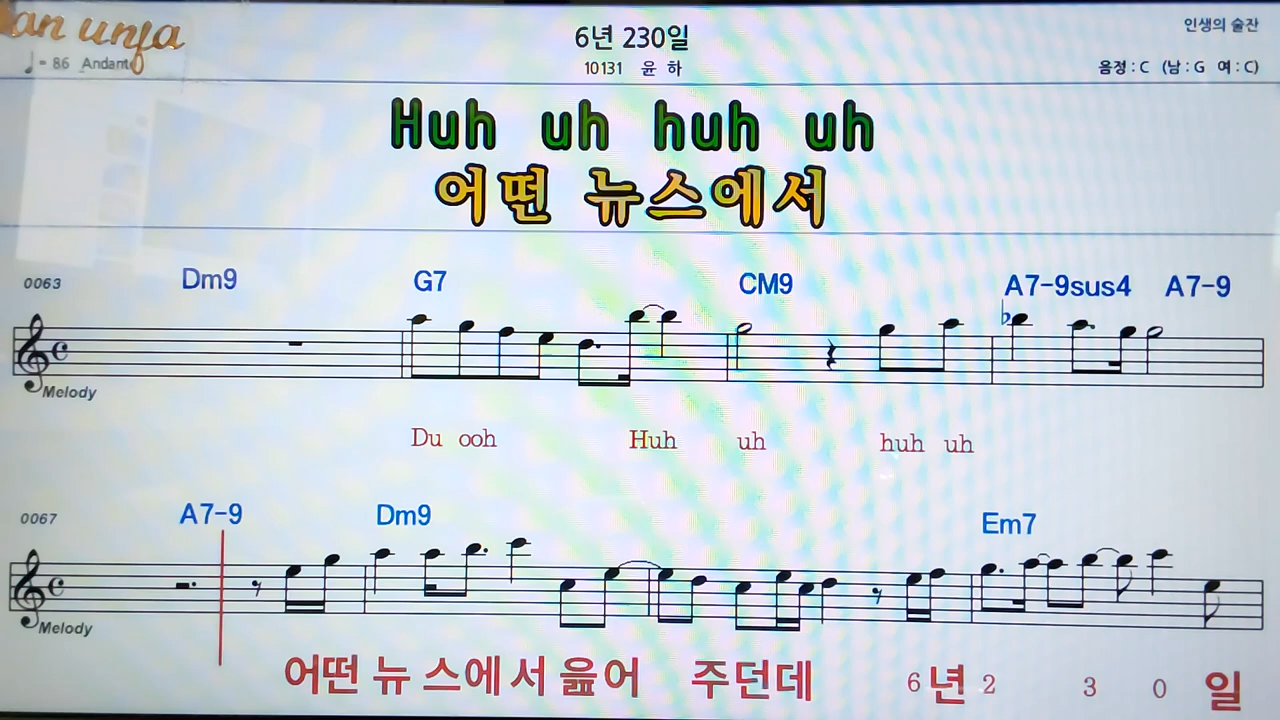 an unfa
6년 230일
인생의 술잔
♩= 86 Andante
10131 윤 하
음정 : C (남 : G 여 : C)
Huh uh huh uh
어떤 뉴스에서
0063 Dm9 G7 CM9 A7-9sus4 A7-9
Melody
Du ooh Huh uh huh uh
0067 A7-9 Dm9 Em7
Melody
어떤 뉴 스에 서 읊어 주던데 6 년 2 3 0 일